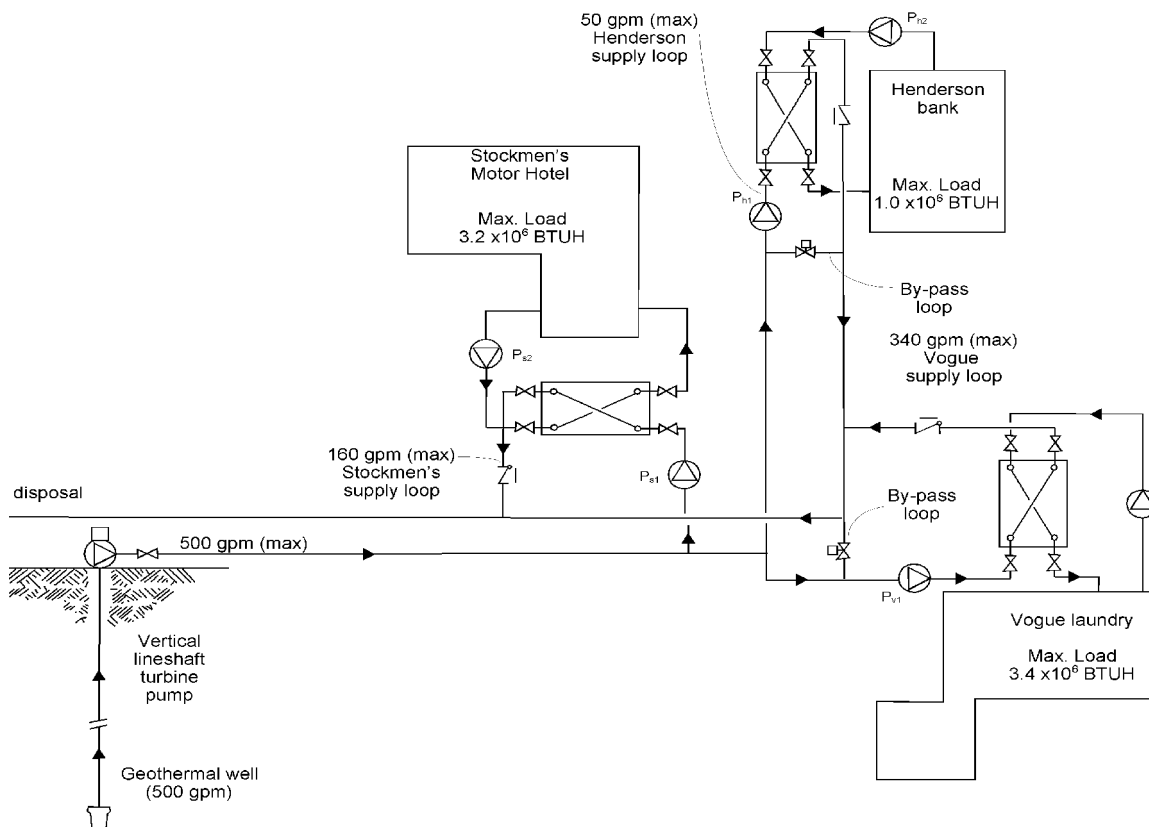 50 gpm (max)
Henderson
supply loop
Ph2
Henderson
bank
Max. Load
1.0 x10⁶ BTUH
Stockmen's
Motor Hotel
Max. Load
3.2 x10⁶ BTUH
Ph1
By-pass
loop
Ps2
340 gpm (max)
Vogue
supply loop
160 gpm (max)
Stockmen's
supply loop
Ps1
disposal
By-pass
loop
500 gpm (max)
Pv1
Vogue laundry
Max. Load
3.4 x10⁶ BTUH
Vertical
lineshaft
turbine
pump
Geothermal well
(500 gpm)